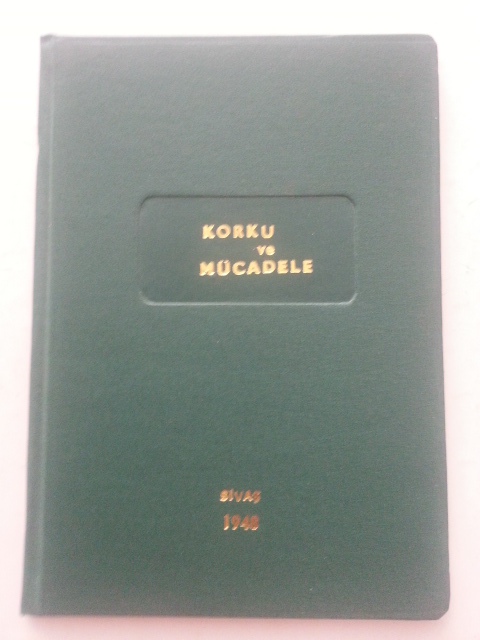 KORKU
ve
MÜCADELE
SİVAS
1948